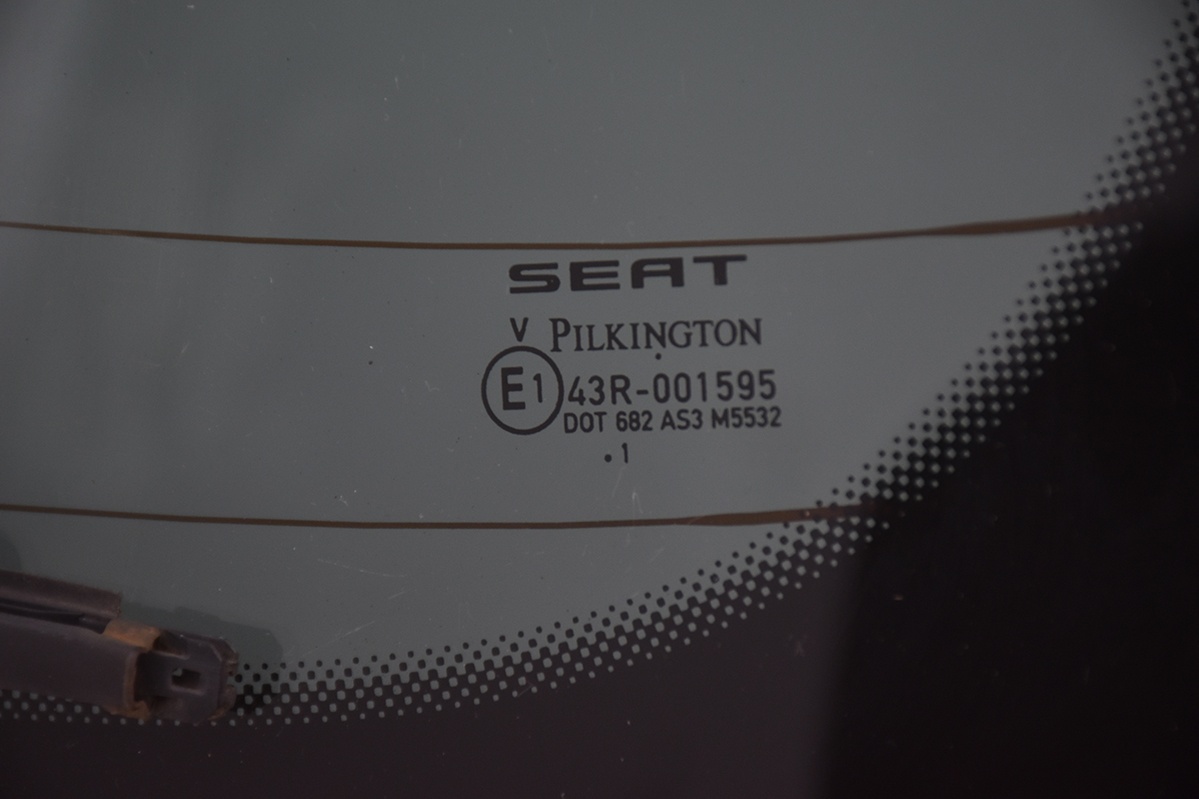 SEAT
V PILKINGTON
E1 43R-001595
DOT 682 AS3 M5532
.1